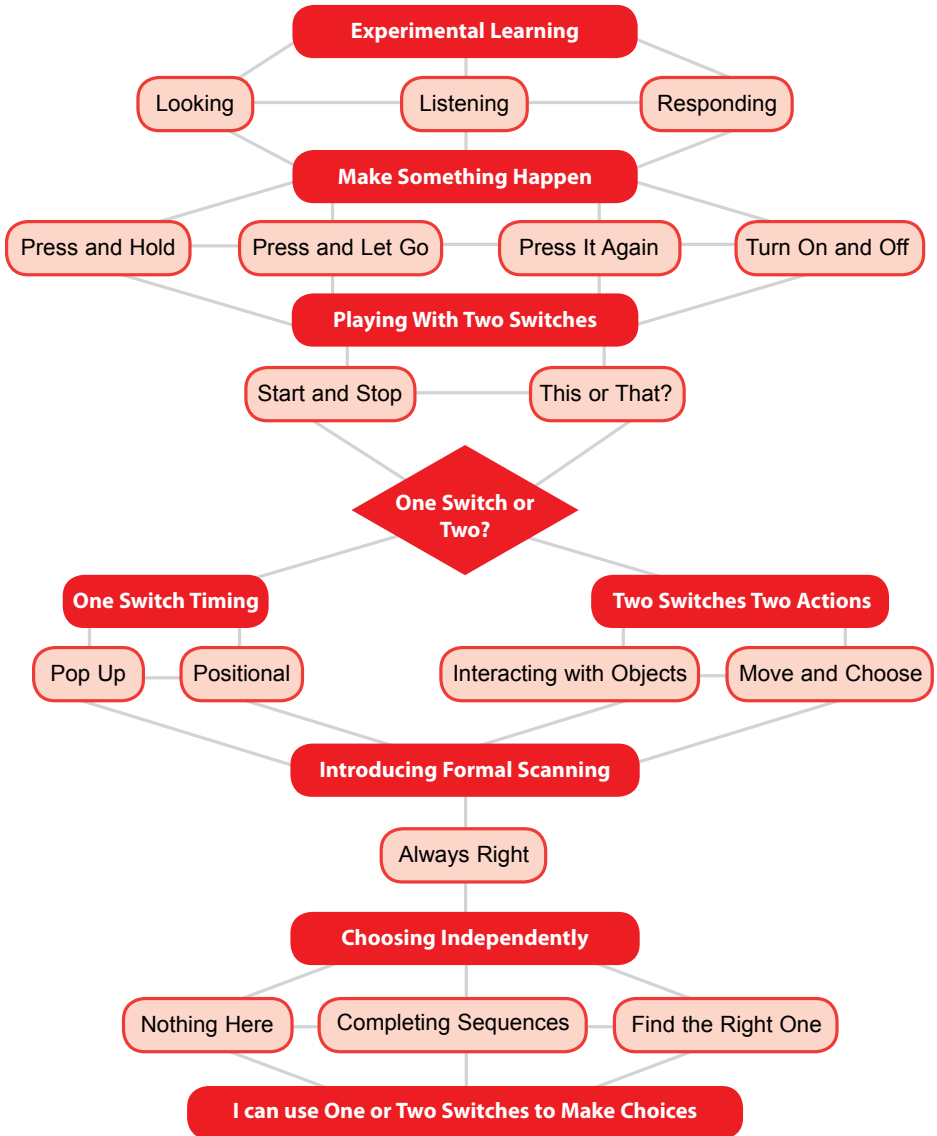 Experimental Learning
Looking
Listening
Responding
Make Something Happen
Press and Hold
Press and Let Go
Press It Again
Turn On and Off
Playing With Two Switches
Start and Stop
This or That?
One Switch or
Two?
One Switch Timing
Two Switches Two Actions
Pop Up
Positional
Interacting with Objects
Move and Choose
Introducing Formal Scanning
Always Right
Choosing Independently
Nothing Here
Completing Sequences
Find the Right One
I can use One or Two Switches to Make Choices